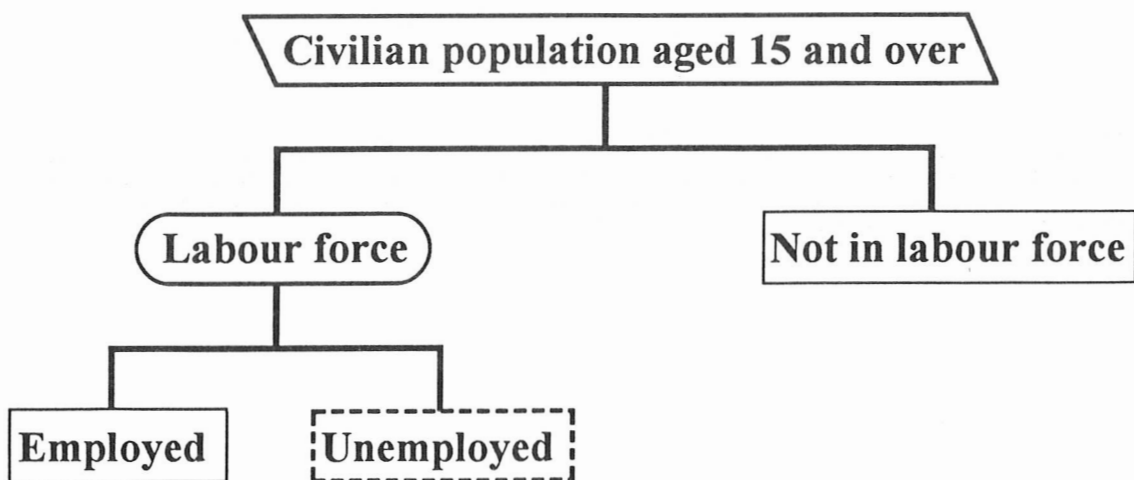 Civilian population aged 15 and over
Labour force
Not in labour force
Employed
Unemployed